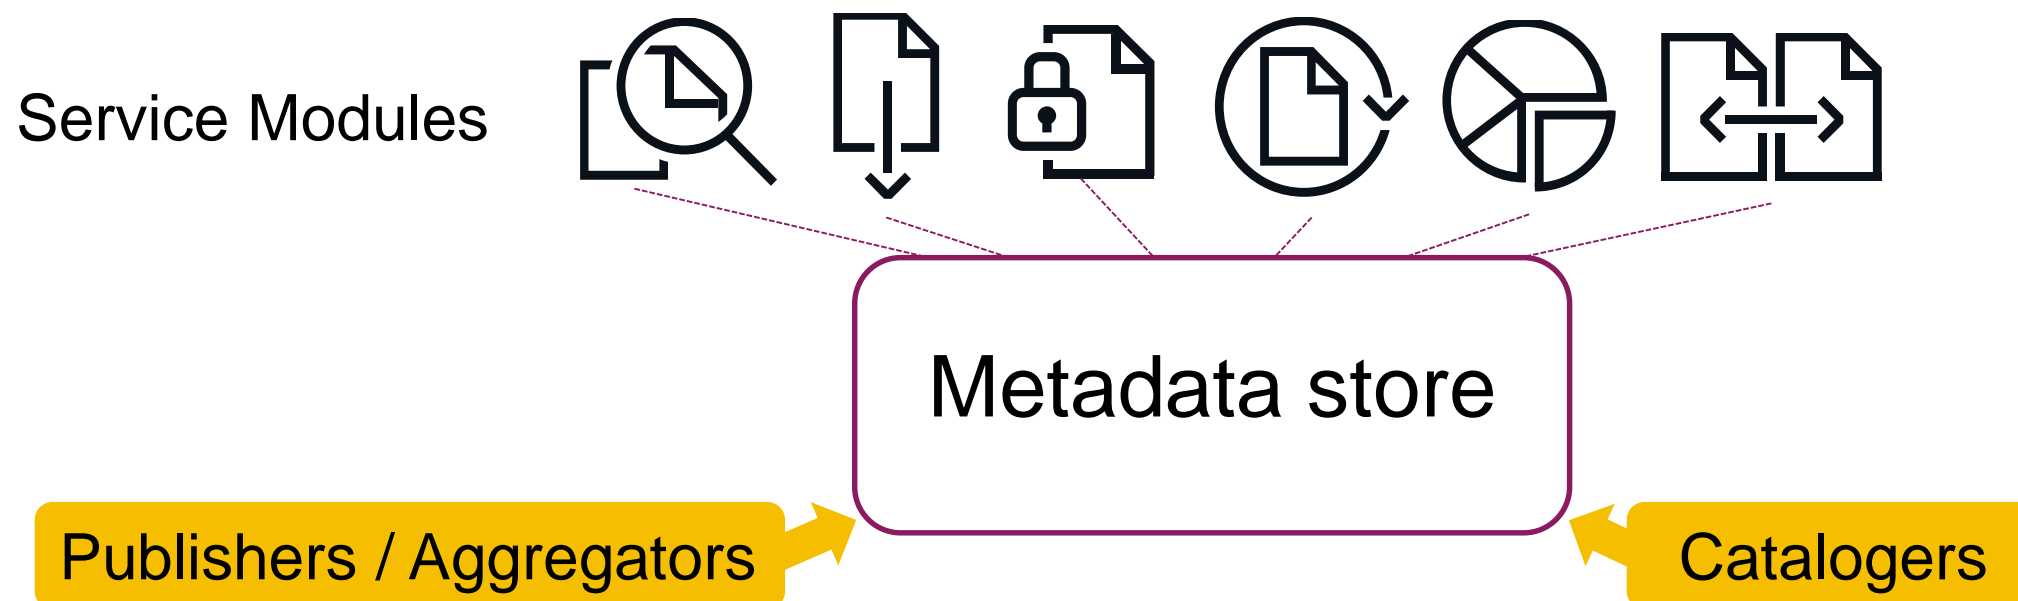 Service Modules
Metadata store
Publishers / Aggregators
Catalogers